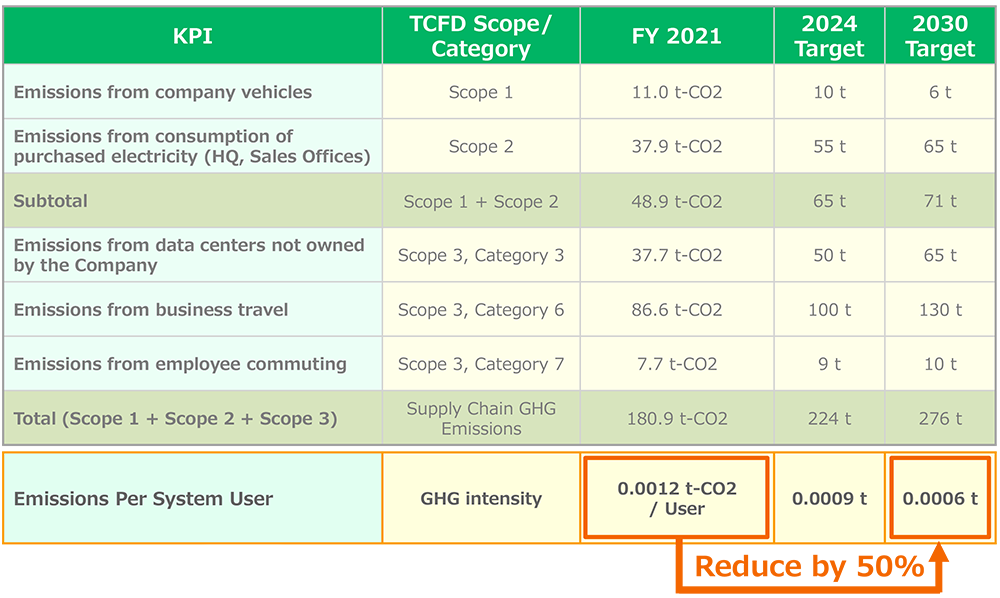 KPI
TCFD Scope/
Category
FY 2021
2024
Target
2030
Target
Emissions from company vehicles
Scope 1
11.0 t-CO2
10 t
6 t
Emissions from consumption of
purchased electricity (HQ, Sales Offices)
Scope 2
37.9 t-CO2
55 t
65 t
Subtotal
Scope 1 + Scope 2
48.9 t-CO2
65 t
71 t
Emissions from data centers not owned
by the Company
Scope 3, Category 3
37.7 t-CO2
50 t
65 t
Emissions from business travel
Scope 3, Category 6
86.6 t-CO2
100 t
130 t
Emissions from employee commuting
Scope 3, Category 7
7.7 t-CO2
9 t
10 t
Total (Scope 1 + Scope 2 + Scope 3)
Supply Chain GHG
Emissions
180.9 t-CO2
224 t
276 t
Emissions Per System User
GHG intensity
0.0012 t-CO2
/ User
0.0009 t
0.0006 t
Reduce by 50%